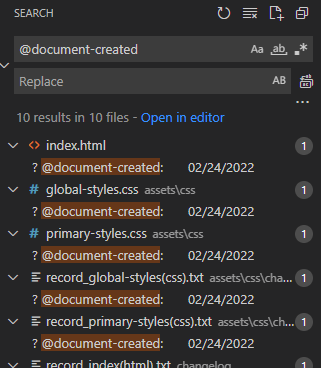 SEARCH
@document-created
Aa ab .*
Replace
AB
...
10 results in 10 files - Open in editor
<> index.html 1
? @document-created: 02/24/2022
# global-styles.css assets\css 1
? @document-created: 02/24/2022
# primary-styles.css assets\css 1
? @document-created: 02/24/2022
record_global-styles(css).txt assets\css\cha... 1
? @document-created: 02/24/2022
record_primary-styles(css).txt assets\css\ch... 1
? @document-created: 02/24/2022
record_index(html).txt changelog 1